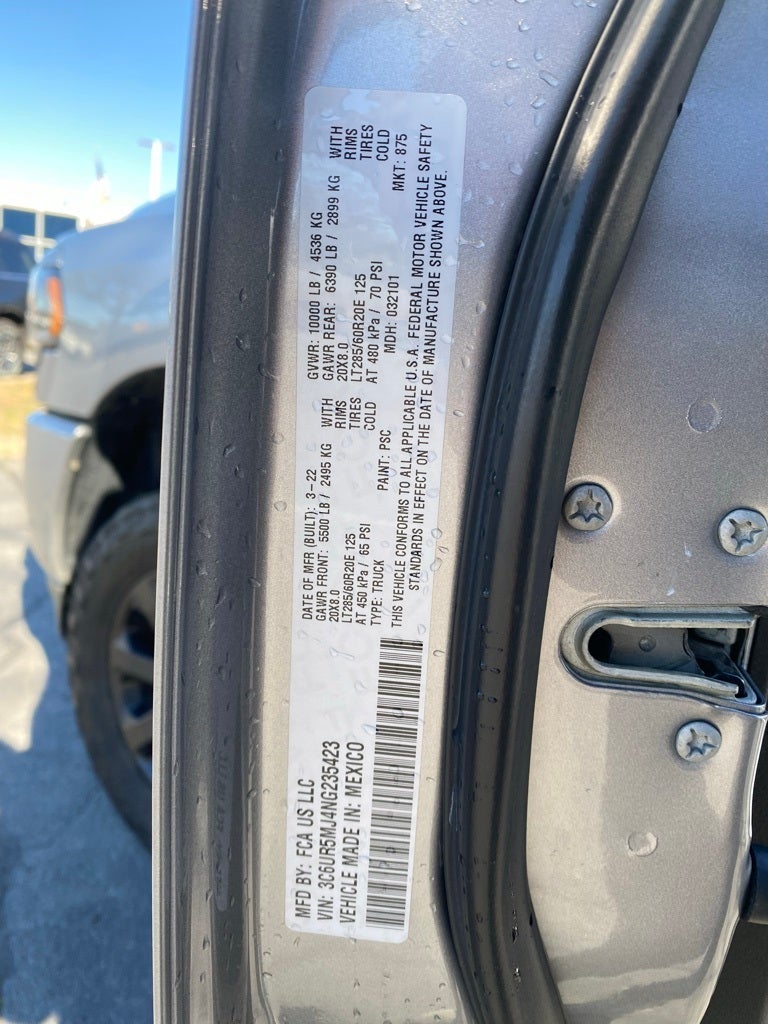 MFD BY: FCA US LLC
VIN: 3C6UR5MJ4NG235423
VEHICLE MADE IN: MEXICO
DATE OF MFR (BUILT): 3-22
GAWR FRONT: 5500 LB / 2495 KG WITH
20X8.0 RIMS
LT285/60R20E 125 TIRES
AT 450 kPa / 65 PSI COLD
TYPE: TRUCK PAINT: PSC
GVWR: 10000 LB / 4536 KG
GAWR REAR: 6390 LB / 2899 KG WITH
20X8.0 RIMS
LT285/60R20E 125 TIRES
AT 480 kPa / 70 PSI COLD
MDH: 032101 MKT: 875
THIS VEHICLE CONFORMS TO ALL APPLICABLE U.S.A. FEDERAL MOTOR VEHICLE SAFETY
STANDARDS IN EFFECT ON THE DATE OF MANUFACTURE SHOWN ABOVE.